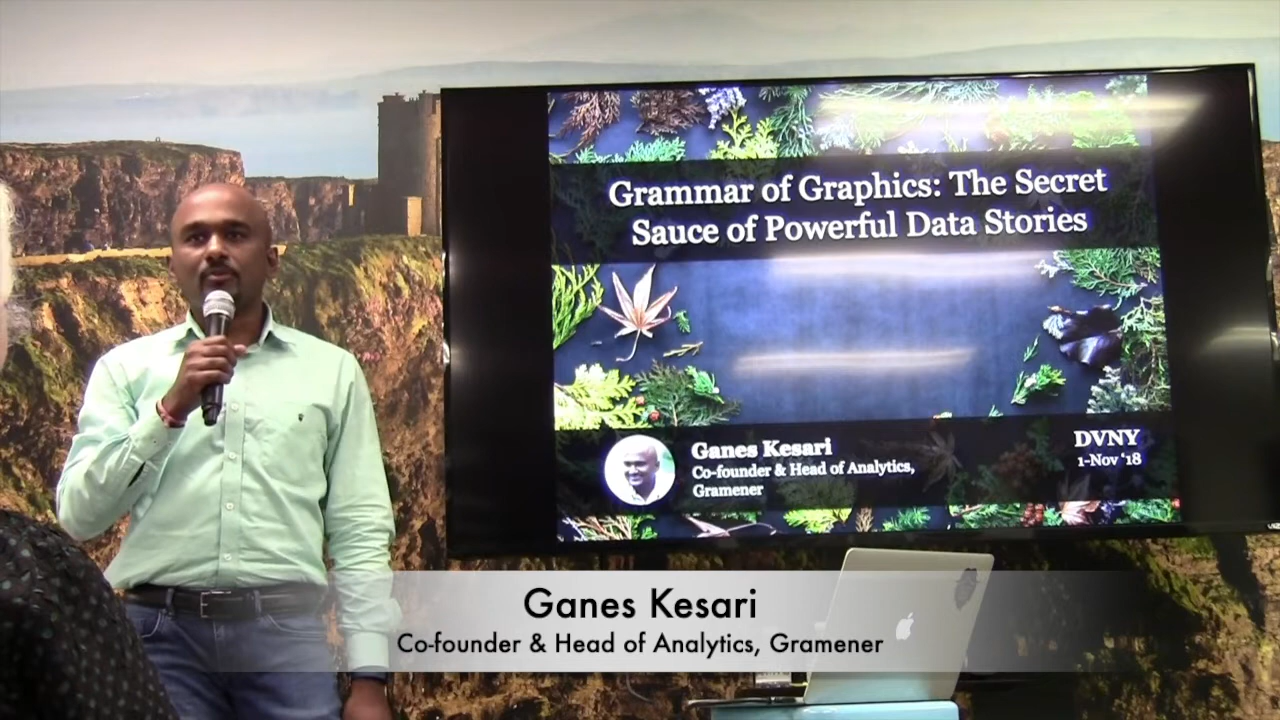 Grammar of Graphics: The Secret
Sauce of Powerful Data Stories
Ganes Kesari
Co-founder & Head of Analytics,
Gramener
DVNY
1-Nov '18
Ganes Kesari
Co-founder & Head of Analytics, Gramener